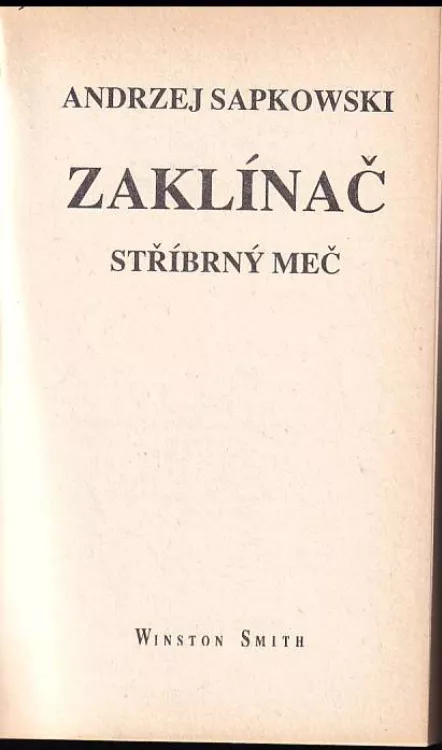 ANDRZEJ SAPKOWSKI
ZAKLÍNAČ
STŘÍBRNÝ MEČ
WINSTON SMITH